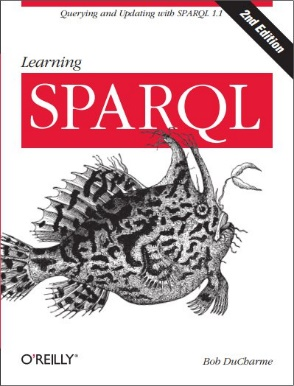 Querying and Updating with SPARQL 1.1
2nd Edition
Learning
SPARQL
O'REILLY®
Bob DuCharme